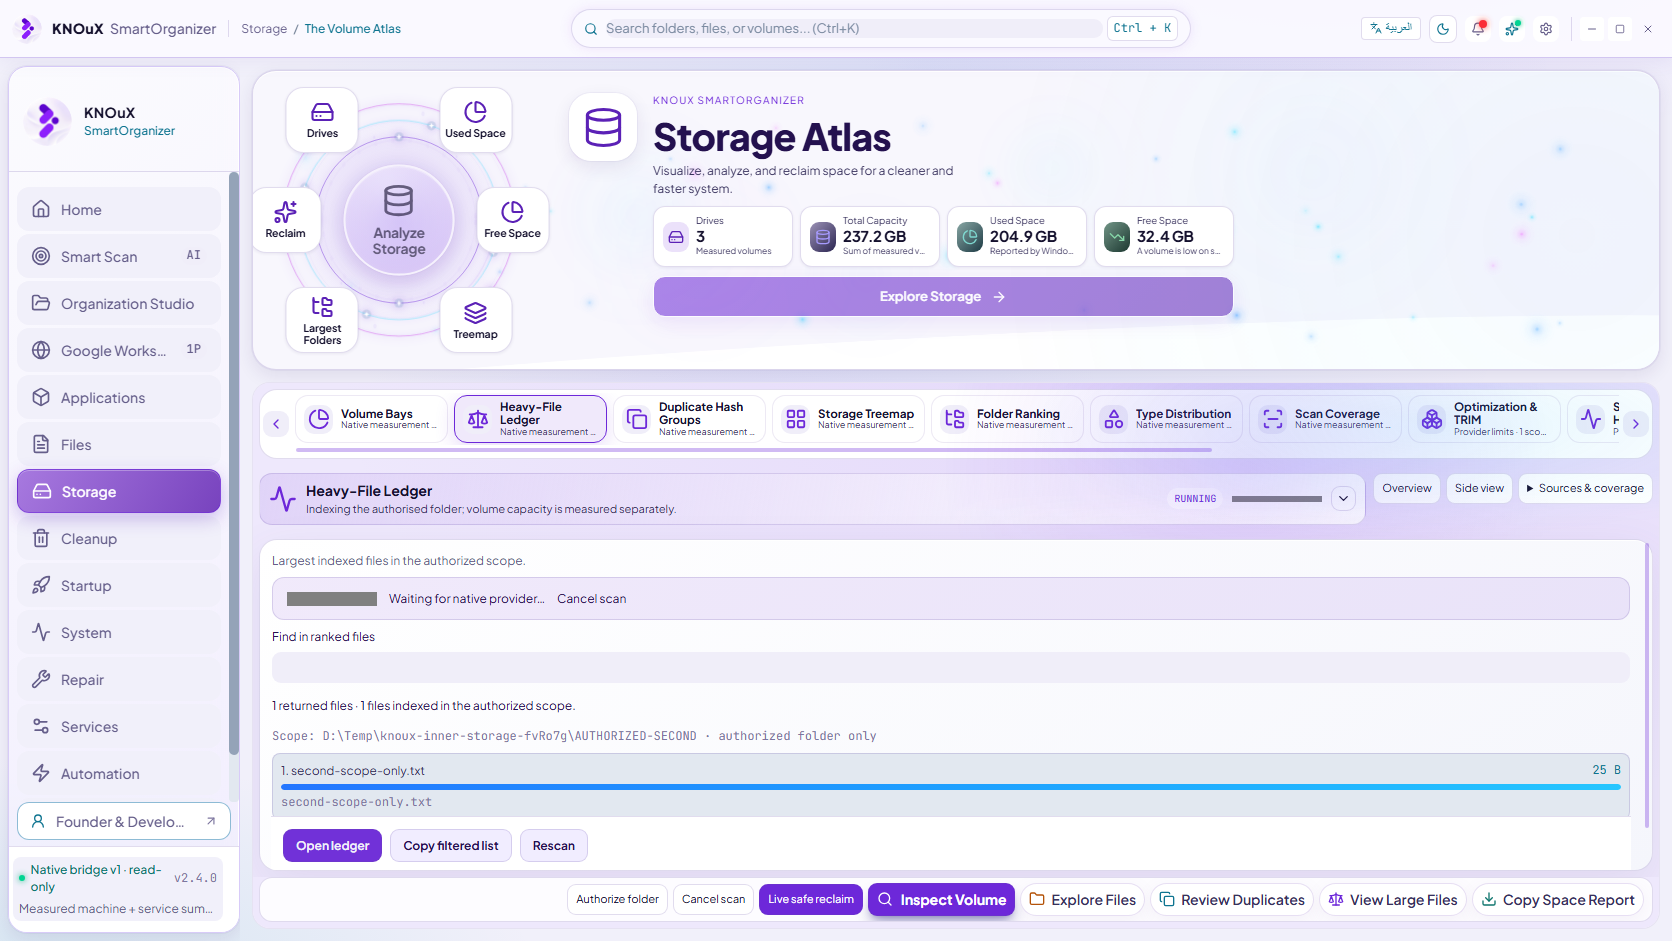 KNOuX SmartOrganizer
Storage / The Volume Atlas
Search folders, files, or volumes... (Ctrl+K)
Ctrl + K
العربية
KNOuX
SmartOrganizer
Home
Smart Scan AI
Organization Studio
Google Works... 1P
Applications
Files
Storage
Cleanup
Startup
System
Repair
Services
Automation
Founder & Develo...
Native bridge v1 · read-only
v2.4.0
Measured machine + service sum...
Drives
Used Space
Reclaim
Analyze Storage
Free Space
Largest Folders
Treemap
KNOUX SMARTORGANIZER
Storage Atlas
Visualize, analyze, and reclaim space for a cleaner and
faster system.
Drives
3
Measured volumes
Total Capacity
237.2 GB
Sum of measured v...
Used Space
204.9 GB
Reported by Windo...
Free Space
32.4 GB
A volume is low on s...
Explore Storage
Volume Bays
Native measurement ...
Heavy-File Ledger
Native measurement ...
Duplicate Hash Groups
Native measurement ...
Storage Treemap
Native measurement ...
Folder Ranking
Native measurement ...
Type Distribution
Native measurement ...
Scan Coverage
Native measurement ...
Optimization & TRIM
Provider limits · 1 sco...
Heavy-File Ledger
Indexing the authorised folder; volume capacity is measured separately.
RUNNING
Overview
Side view
Sources & coverage
Largest indexed files in the authorized scope.
Waiting for native provider... Cancel scan
Find in ranked files
1 returned files · 1 files indexed in the authorized scope.
Scope: D:\Temp\knoux-inner-storage-fvRo7g\AUTHORIZED-SECOND · authorized folder only
1. second-scope-only.txt 25 B
second-scope-only.txt
Open ledger
Copy filtered list
Rescan
Authorize folder
Cancel scan
Live safe reclaim
Inspect Volume
Explore Files
Review Duplicates
View Large Files
Copy Space Report